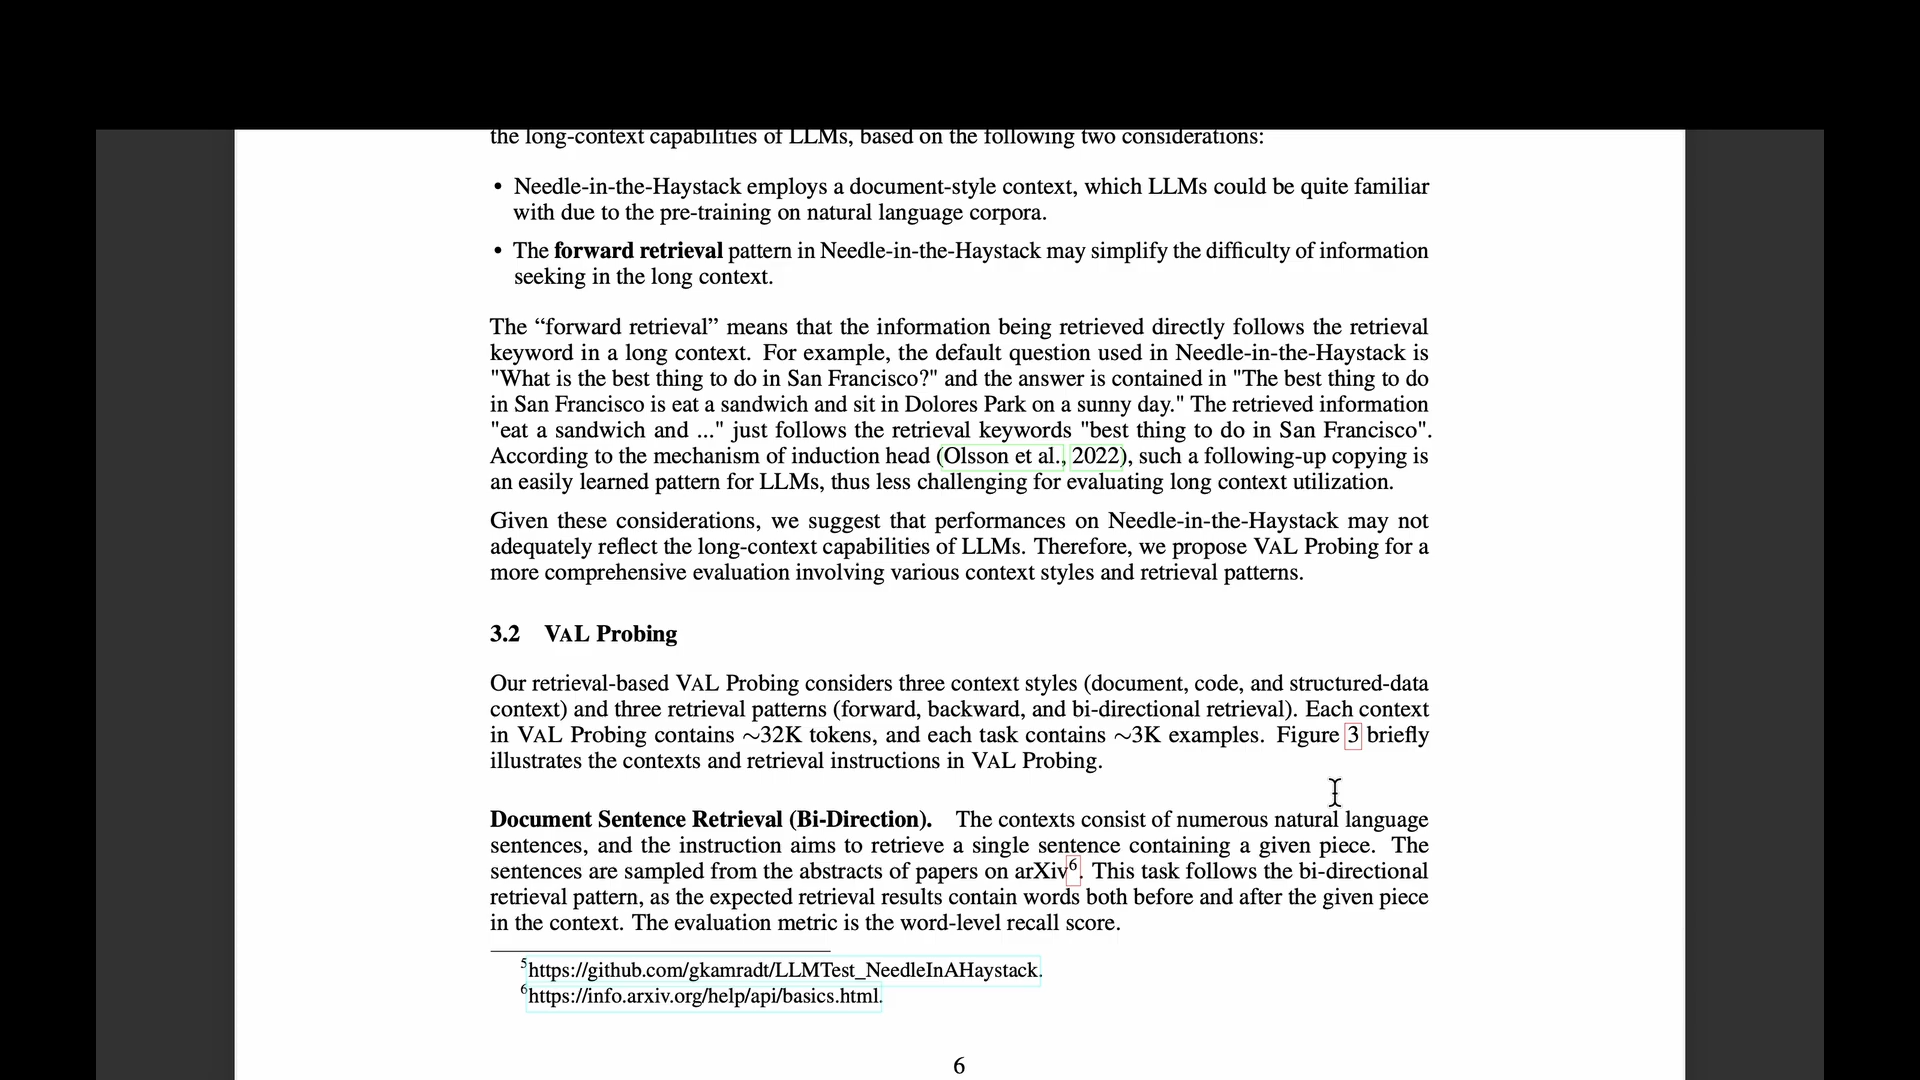 the long-context capabilities of LLMs, based on the following two considerations:
• Needle-in-the-Haystack employs a document-style context, which LLMs could be quite familiar
with due to the pre-training on natural language corpora.
• The forward retrieval pattern in Needle-in-the-Haystack may simplify the difficulty of information
seeking in the long context.
The “forward retrieval” means that the information being retrieved directly follows the retrieval
keyword in a long context. For example, the default question used in Needle-in-the-Haystack is
"What is the best thing to do in San Francisco?" and the answer is contained in "The best thing to do
in San Francisco is eat a sandwich and sit in Dolores Park on a sunny day." The retrieved information
"eat a sandwich and ..." just follows the retrieval keywords "best thing to do in San Francisco".
According to the mechanism of induction head (Olsson et al., 2022), such a following-up copying is
an easily learned pattern for LLMs, thus less challenging for evaluating long context utilization.
Given these considerations, we suggest that performances on Needle-in-the-Haystack may not
adequately reflect the long-context capabilities of LLMs. Therefore, we propose VAL Probing for a
more comprehensive evaluation involving various context styles and retrieval patterns.
3.2 VAL Probing
Our retrieval-based VAL Probing considers three context styles (document, code, and structured-data
context) and three retrieval patterns (forward, backward, and bi-directional retrieval). Each context
in VAL Probing contains ∼32K tokens, and each task contains ∼3K examples. Figure 3 briefly
illustrates the contexts and retrieval instructions in VAL Probing.
Document Sentence Retrieval (Bi-Direction). The contexts consist of numerous natural language
sentences, and the instruction aims to retrieve a single sentence containing a given piece. The
sentences are sampled from the abstracts of papers on arXiv⁶. This task follows the bi-directional
retrieval pattern, as the expected retrieval results contain words both before and after the given piece
in the context. The evaluation metric is the word-level recall score.
⁵https://github.com/gkamradt/LLMTest_NeedleInAHaystack.
⁶https://info.arxiv.org/help/api/basics.html.
6